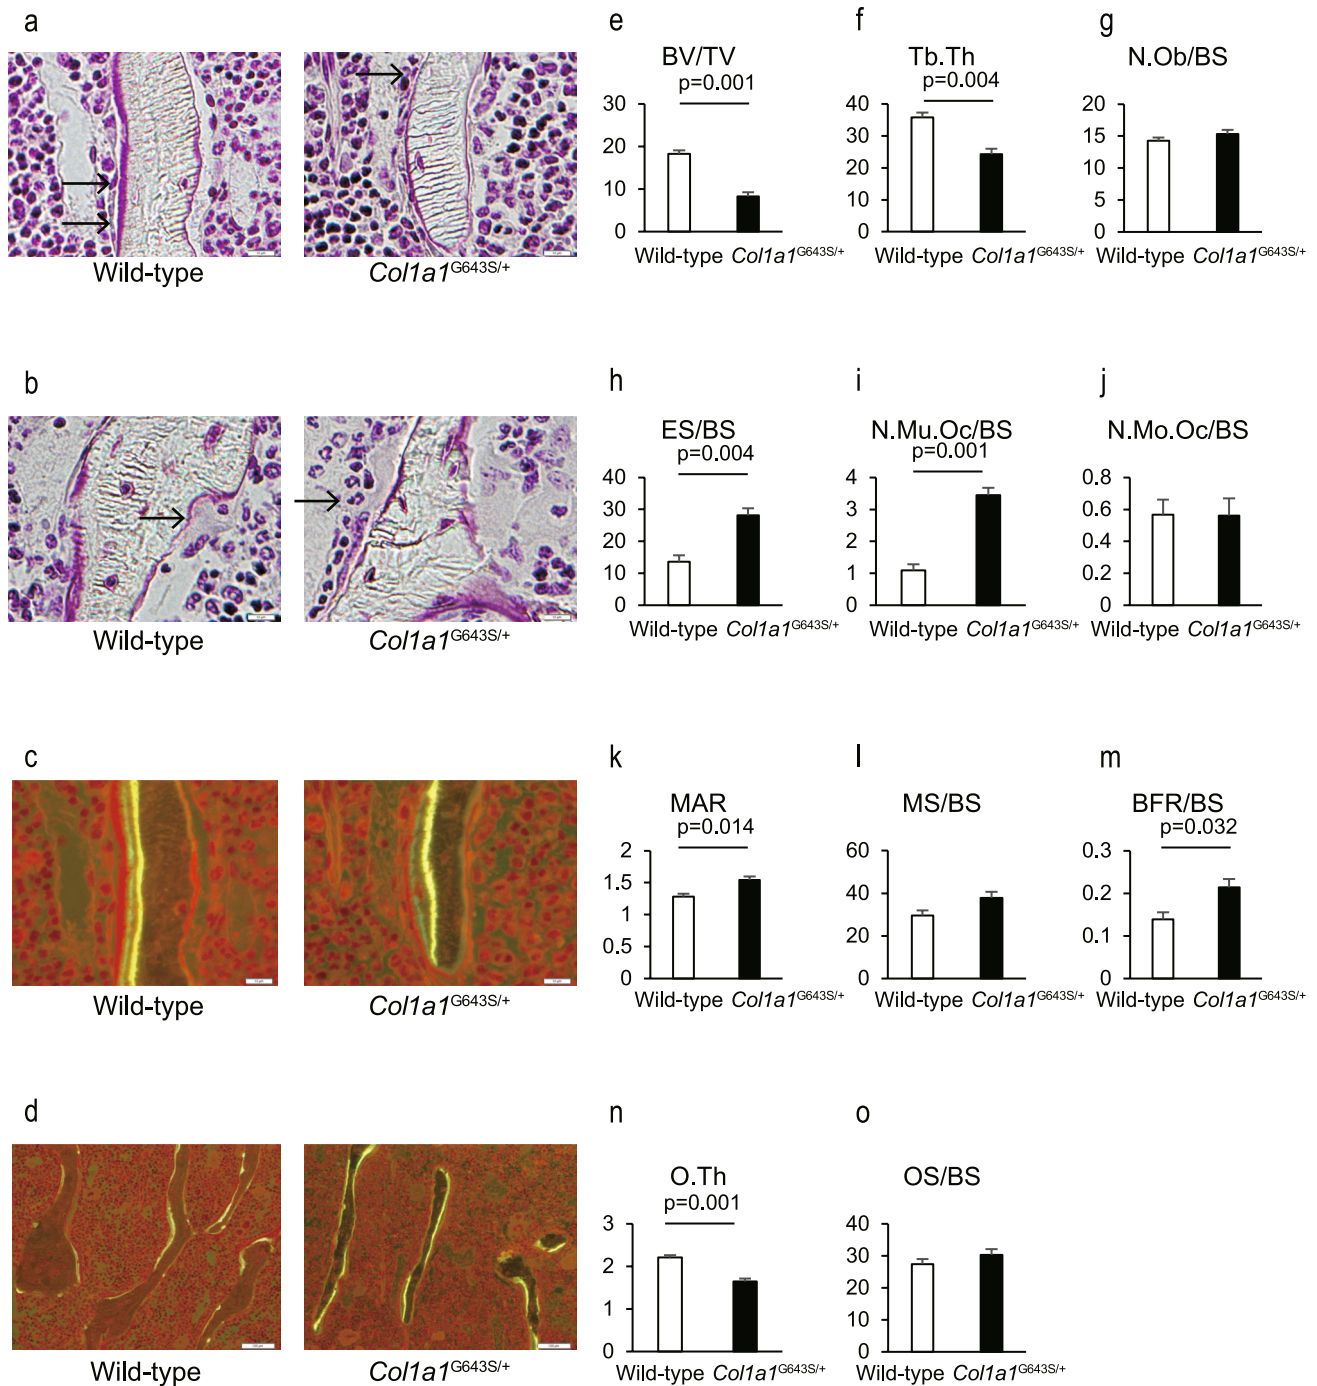 a
Wild-type
Col1a1G643S/+
e
BV/TV
p=0.001
30
20
10
0
Wild-type Col1a1G643S/+
f
Tb.Th
p=0.004
40
30
20
10
0
Wild-type Col1a1G643S/+
g
N.Ob/BS
20
15
10
5
0
Wild-type Col1a1G643S/+
b
Wild-type
Col1a1G643S/+
h
ES/BS
p=0.004
40
30
20
10
0
Wild-type Col1a1G643S/+
i
N.Mu.Oc/BS
p=0.001
4
3
2
1
0
Wild-type Col1a1G643S/+
j
N.Mo.Oc/BS
0.8
0.6
0.4
0.2
0
Wild-type Col1a1G643S/+
c
Wild-type
Col1a1G643S/+
k
MAR
p=0.014
2
1.5
1
0.5
0
Wild-type Col1a1G643S/+
l
MS/BS
60
40
20
0
Wild-type Col1a1G643S/+
m
BFR/BS
p=0.032
0.3
0.2
0.1
0
Wild-type Col1a1G643S/+
d
Wild-type
Col1a1G643S/+
n
O.Th
p=0.001
3
2
1
0
Wild-type Col1a1G643S/+
o
OS/BS
40
30
20
10
0
Wild-type Col1a1G643S/+